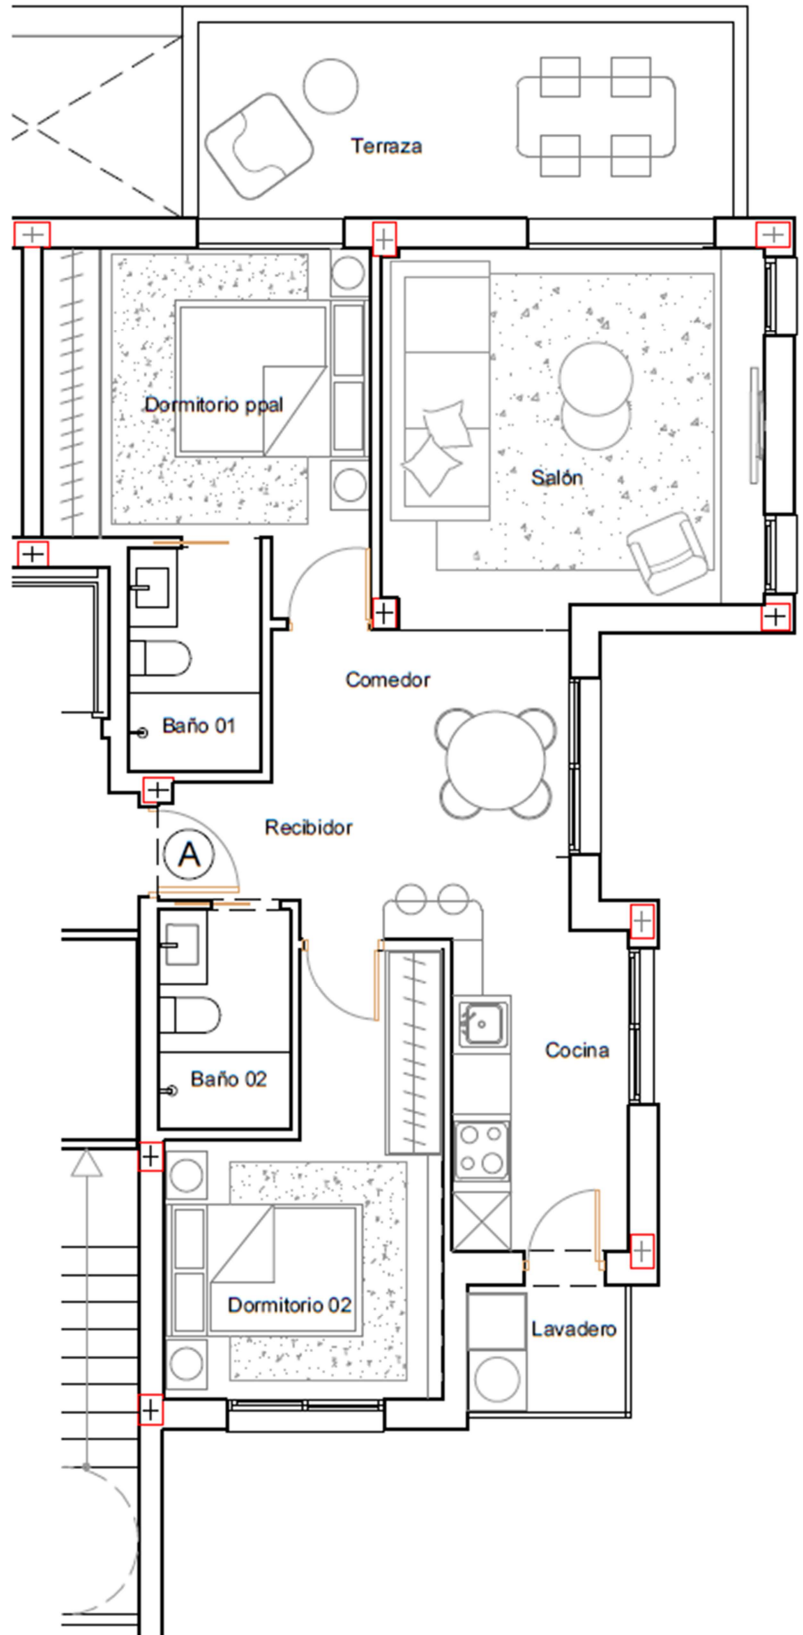 Terraza
Dormitorio ppal
Salón
Comedor
Baño 01
Recibidor
A
Cocina
Baño 02
Dormitorio 02
Lavadero